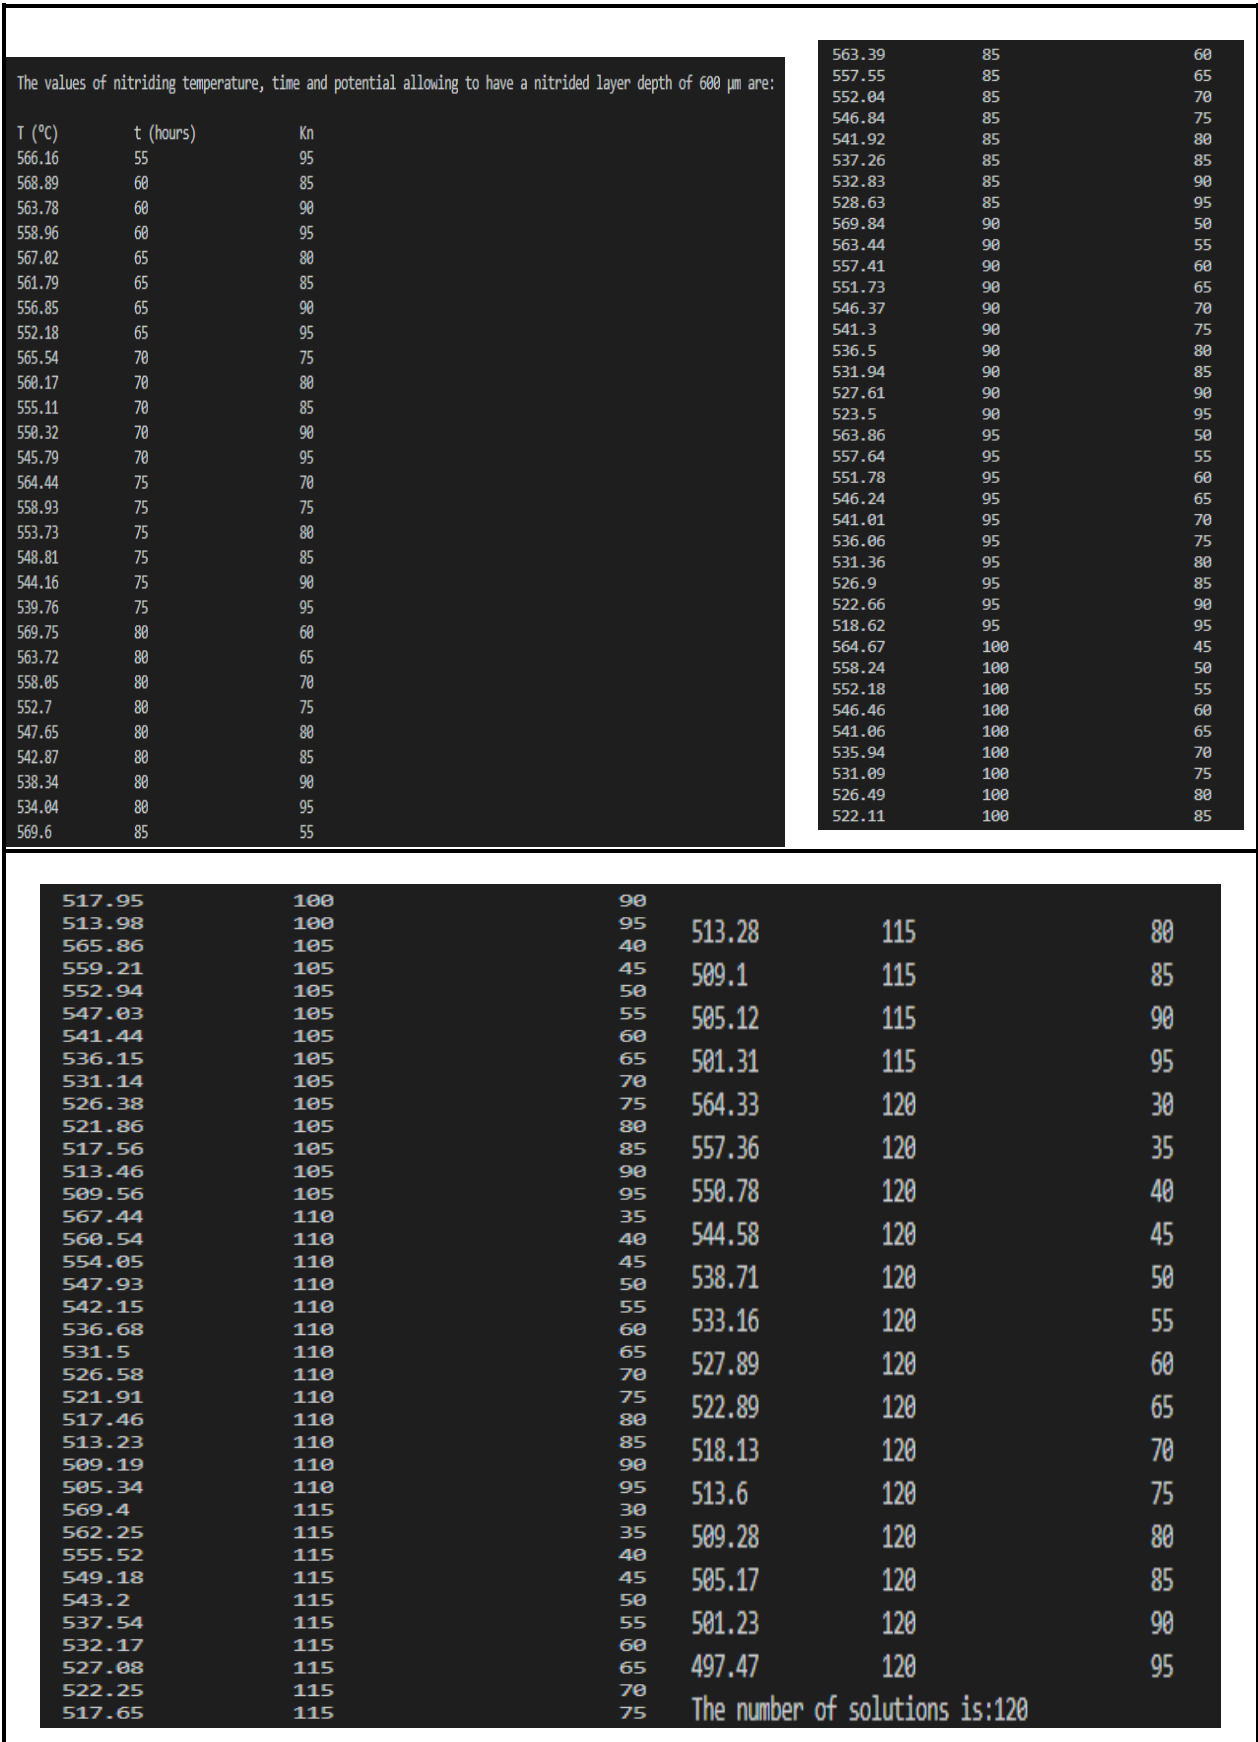 The values of nitriding temperature, time and potential allowing to have a nitrided layer depth of 600 µm are:
T (°C) t (hours) Kn
566.16 55 95
568.89 60 85
563.78 60 90
558.96 60 95
567.02 65 80
561.79 65 85
556.85 65 90
552.18 65 95
565.54 70 75
560.17 70 80
555.11 70 85
550.32 70 90
545.79 70 95
564.44 75 70
558.93 75 75
553.73 75 80
548.81 75 85
544.16 75 90
539.76 75 95
569.75 80 60
563.72 80 65
558.05 80 70
552.7 80 75
547.65 80 80
542.87 80 85
538.34 80 90
534.04 80 95
569.6 85 55
563.39 85 60
557.55 85 65
552.04 85 70
546.84 85 75
541.92 85 80
537.26 85 85
532.83 85 90
528.63 85 95
569.84 90 50
563.44 90 55
557.41 90 60
551.73 90 65
546.37 90 70
541.3 90 75
536.5 90 80
531.94 90 85
527.61 90 90
523.5 90 95
563.86 95 50
557.64 95 55
551.78 95 60
546.24 95 65
541.01 95 70
536.06 95 75
531.36 95 80
526.9 95 85
522.66 95 90
518.62 95 95
564.67 100 45
558.24 100 50
552.18 100 55
546.46 100 60
541.06 100 65
535.94 100 70
531.09 100 75
526.49 100 80
522.11 100 85
517.95 100 90
513.98 100 95
565.86 105 40
559.21 105 45
552.94 105 50
547.03 105 55
541.44 105 60
536.15 105 65
531.14 105 70
526.38 105 75
521.86 105 80
517.56 105 85
513.46 105 90
509.56 105 95
567.44 110 35
560.54 110 40
554.05 110 45
547.93 110 50
542.15 110 55
536.68 110 60
531.5 110 65
526.58 110 70
521.91 110 75
517.46 110 80
513.23 110 85
509.19 110 90
505.34 110 95
569.4 115 30
562.25 115 35
555.52 115 40
549.18 115 45
543.2 115 50
537.54 115 55
532.17 115 60
527.08 115 65
522.25 115 70
517.65 115 75
513.28 115 80
509.1 115 85
505.12 115 90
501.31 115 95
564.33 120 30
557.36 120 35
550.78 120 40
544.58 120 45
538.71 120 50
533.16 120 55
527.89 120 60
522.89 120 65
518.13 120 70
513.6 120 75
509.28 120 80
505.17 120 85
501.23 120 90
497.47 120 95
The number of solutions is:120